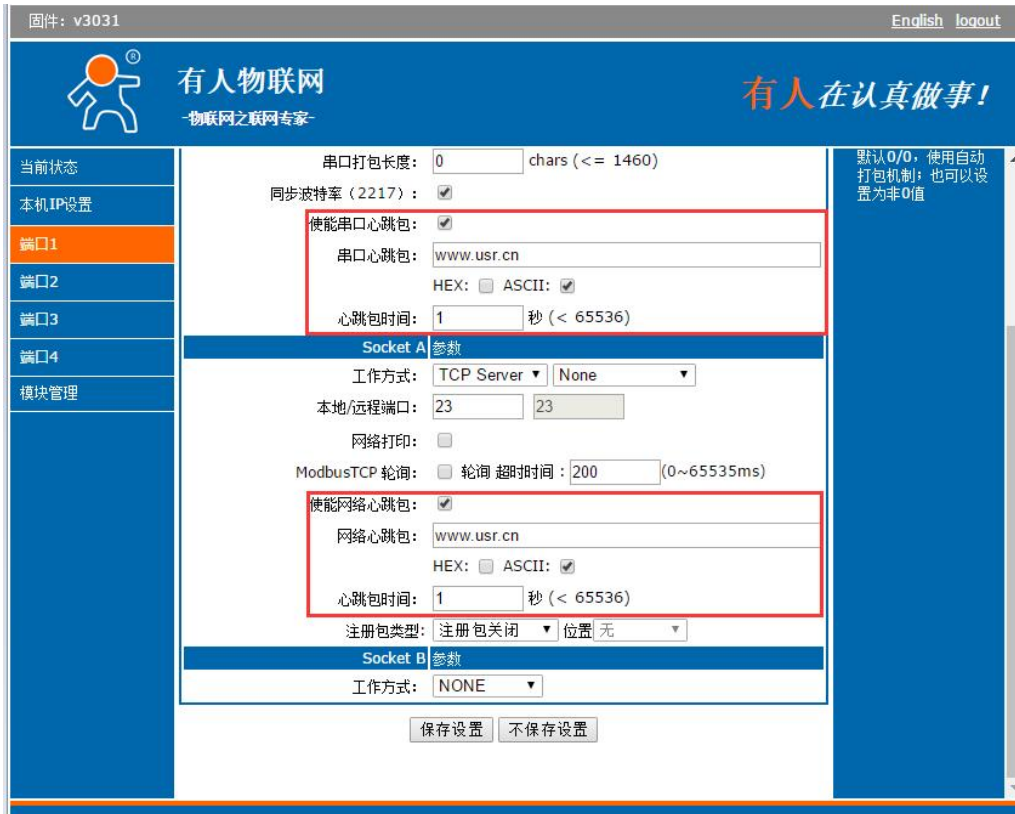 固件: v3031
English logout
®
有人物联网
-物联网之联网专家-
有人在认真做事!
当前状态
本机IP设置
端口1
端口2
端口3
端口4
模块管理
串口打包长度: 0 chars (<= 1460)
同步波特率（2217）: 
使能串口心跳包:
串口心跳包: www.usr.cn
HEX: ASCII:
心跳包时间: 1 秒 (< 65536)
Socket A 参数
工作方式: TCP Server None
本地/远程端口: 23 23
网络打印:
ModbusTCP 轮询: 轮询 超时时间 : 200 (0~65535ms)
使能网络心跳包:
网络心跳包: www.usr.cn
HEX: ASCII:
心跳包时间: 1 秒 (< 65536)
注册包类型: 注册包关闭 位置 无
Socket B 参数
工作方式: NONE
保存设置 不保存设置
默认0/0，使用自动
打包机制；也可以设
置为非0值